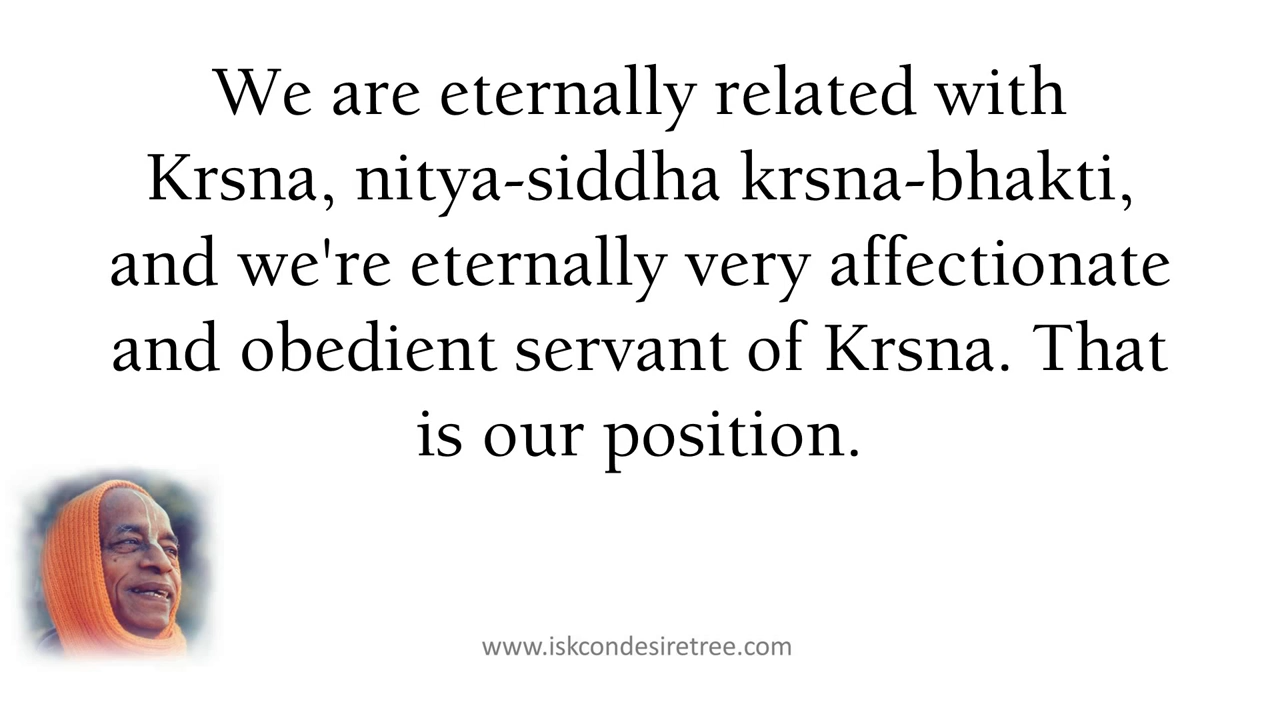 We are eternally related with
Krsna, nitya-siddha krsna-bhakti,
and we're eternally very affectionate
and obedient servant of Krsna. That
is our position.
www.iskcondesiretree.com